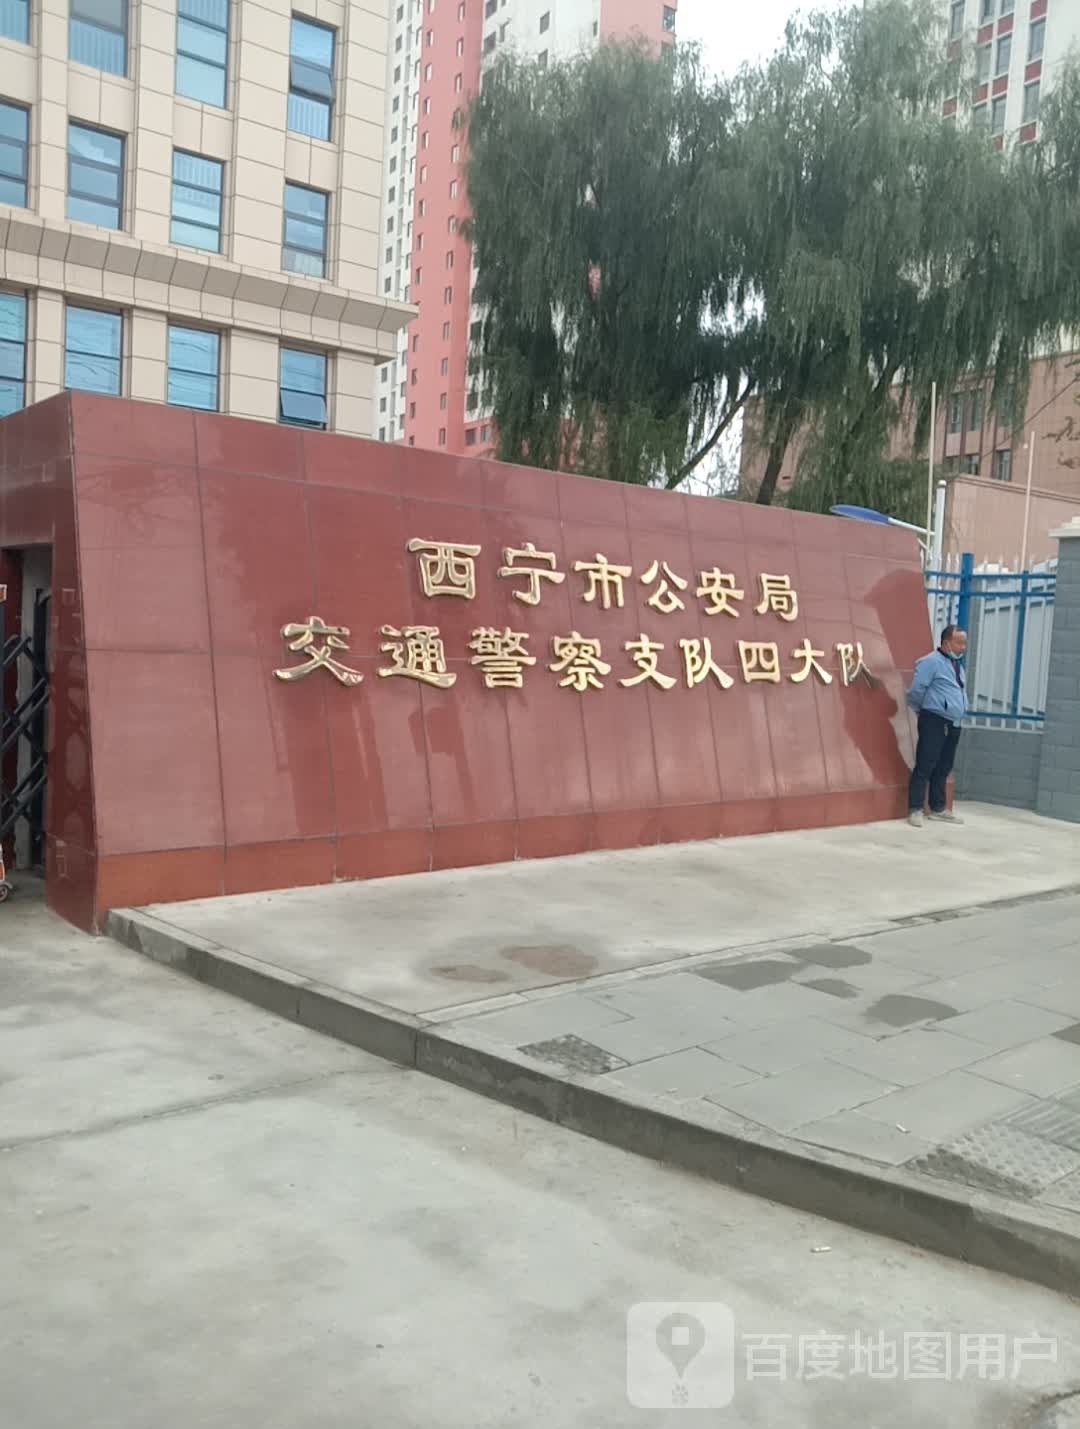 西宁市公安局
交通警察支队四大队
百度地图用户